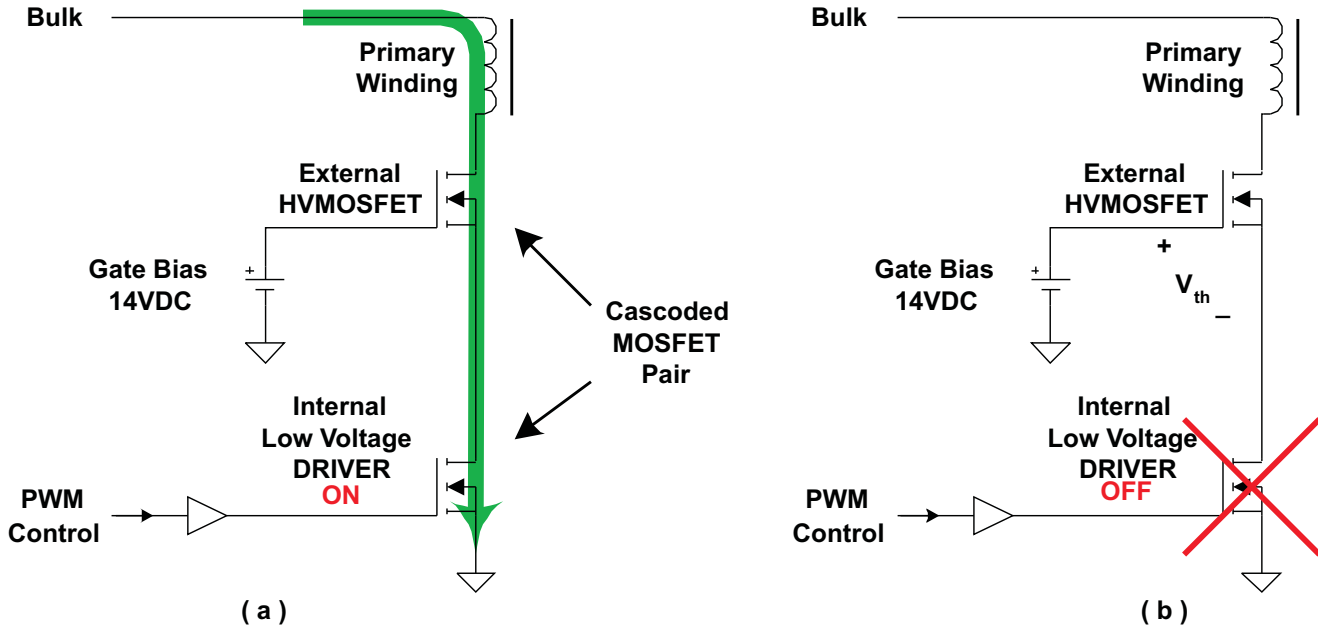 Bulk
Primary
Winding
External
HVMOSFET
+
Gate Bias
14VDC
Cascoded
MOSFET
Pair
Internal
Low Voltage
DRIVER
ON
PWM
Control
( a )
Bulk
Primary
Winding
External
HVMOSFET
+
Gate Bias
14VDC
+
Vth
–
Internal
Low Voltage
DRIVER
OFF
PWM
Control
( b )